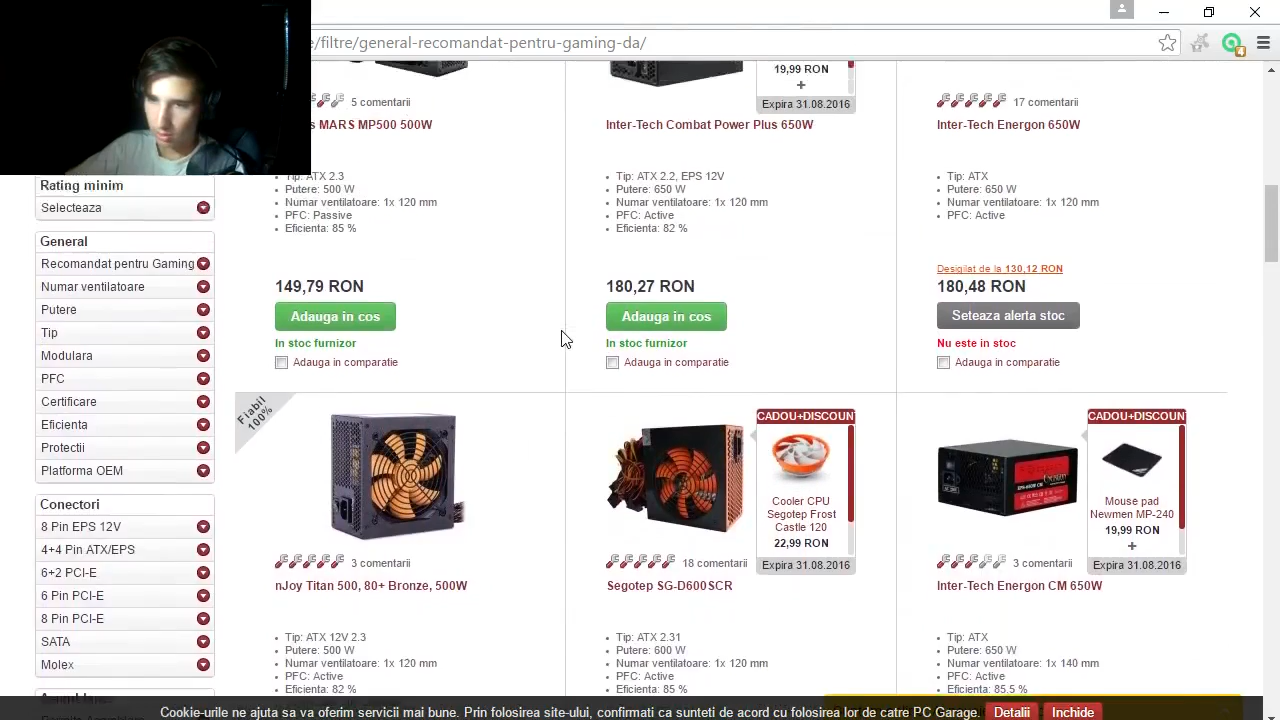 e/filtre/general-recomandat-pentru-gaming-da/
4
Rating minim
Selecteaza
General
Recomandat pentru Gaming
Numar ventilatoare
Putere
Tip
Modulara
PFC
Certificare
Eficienta
Protectii
Platforma OEM
Conectori
8 Pin EPS 12V
4+4 Pin ATX/EPS
6+2 PCI-E
6 Pin PCI-E
8 Pin PCI-E
SATA
Molex
5 comentarii
s MARS MP500 500W
Tip: ATX 2.3
Putere: 500 W
Numar ventilatoare: 1x 120 mm
PFC: Passive
Eficienta: 85 %
149,79 RON
Adauga in cos
In stoc furnizor
Adauga in comparatie
19,99 RON
+
Expira 31.08.2016
Inter-Tech Combat Power Plus 650W
Tip: ATX 2.2, EPS 12V
Putere: 650 W
Numar ventilatoare: 1x 120 mm
PFC: Active
Eficienta: 82 %
180,27 RON
Adauga in cos
In stoc furnizor
Adauga in comparatie
17 comentarii
Inter-Tech Energon 650W
Tip: ATX
Putere: 650 W
Numar ventilatoare: 1x 120 mm
PFC: Active
Desigilat de la 130,12 RON
180,48 RON
Seteaza alerta stoc
Nu este in stoc
Adauga in comparatie
Fiabil
100%
3 comentarii
nJoy Titan 500, 80+ Bronze, 500W
Tip: ATX 12V 2.3
Putere: 500 W
Numar ventilatoare: 1x 120 mm
PFC: Active
Eficienta: 82 %
CADOU+DISCOUN
Cooler CPU
Segotep Frost
Castle 120
22,99 RON
Expira 31.08.2016
18 comentarii
Segotep SG-D600SCR
Tip: ATX 2.31
Putere: 600 W
Numar ventilatoare: 1x 120 mm
PFC: Active
Eficienta: 85 %
CADOU+DISCOUN
Mouse pad
Newmen MP-240
19,99 RON
+
Expira 31.08.2016
3 comentarii
Inter-Tech Energon CM 650W
Tip: ATX
Putere: 650 W
Numar ventilatoare: 1x 140 mm
PFC: Active
Eficienta: 85.5 %
Cookie-urile ne ajuta sa va oferim servicii mai bune. Prin folosirea site-ului, confirmati ca sunteti de acord cu folosirea lor de catre PC Garage.
Detalii
Inchide